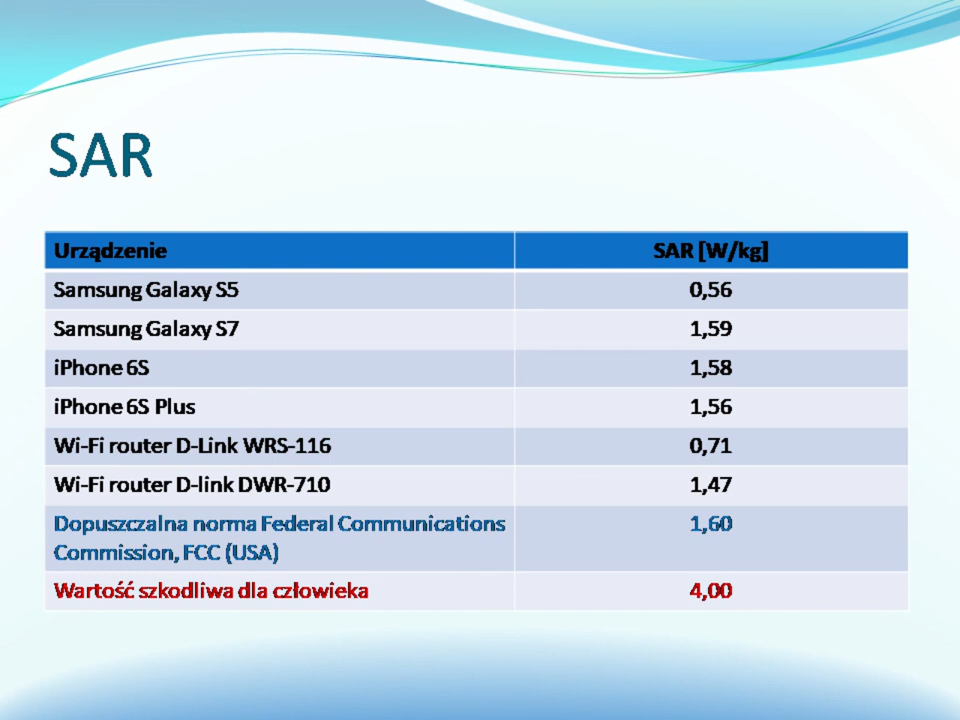 SAR
Urządzenie SAR [W/kg]
Samsung Galaxy S5 0,56
Samsung Galaxy S7 1,59
iPhone 6S 1,58
iPhone 6S Plus 1,56
Wi-Fi router D-Link WRS-116 0,71
Wi-Fi router D-link DWR-710 1,47
Dopuszczalna norma Federal Communications 1,60
Commission, FCC (USA)
Wartość szkodliwa dla człowieka 4,00